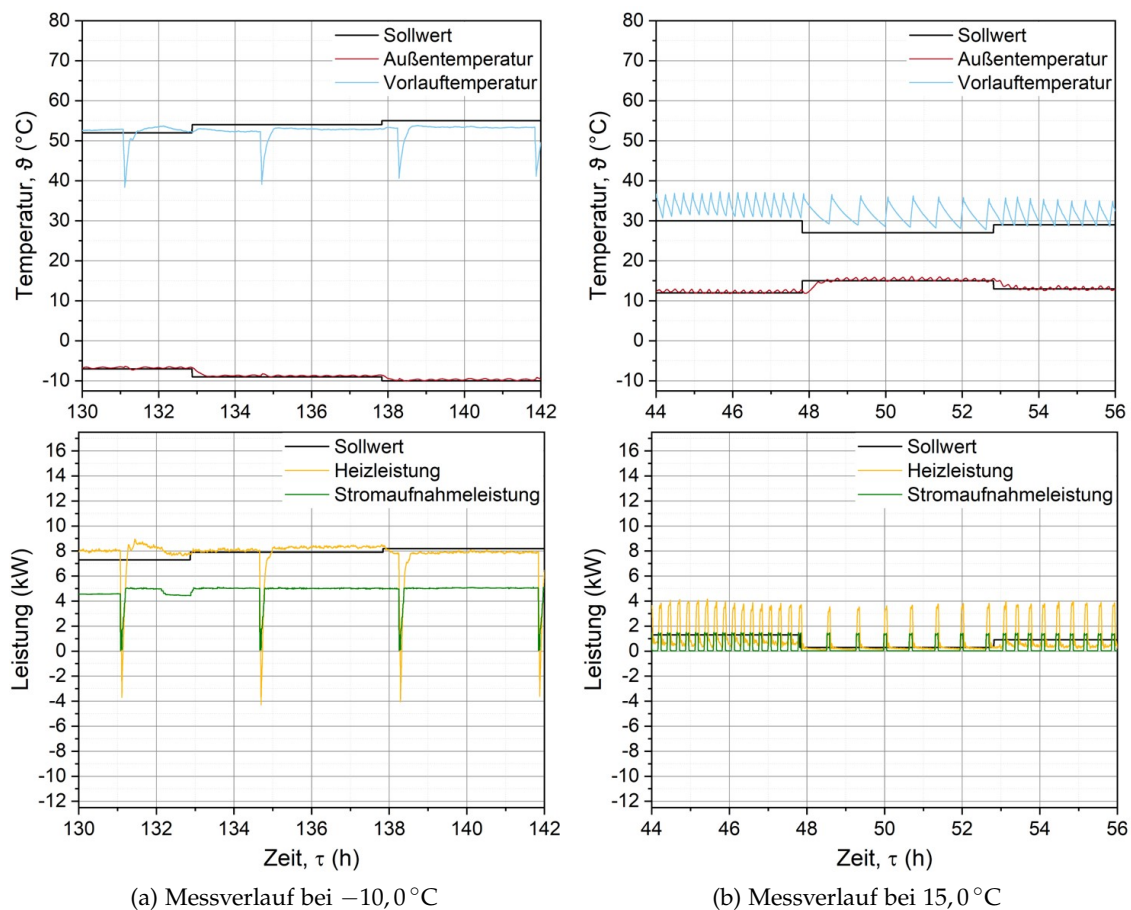 80
70
60
50
40
30
20
10
0
-10
Temperatur, ϑ (°C)
Sollwert
Außentemperatur
Vorlauftemperatur
130 132 134 136 138 140 142
80
70
60
50
40
30
20
10
0
-10
Temperatur, ϑ (°C)
Sollwert
Außentemperatur
Vorlauftemperatur
44 46 48 50 52 54 56
16
14
12
10
8
6
4
2
0
-2
-4
-6
-8
-10
-12
Leistung (kW)
Sollwert
Heizleistung
Stromaufnahmeleistung
130 132 134 136 138 140 142
Zeit, τ (h)
16
14
12
10
8
6
4
2
0
-2
-4
-6
-8
-10
-12
Leistung (kW)
Sollwert
Heizleistung
Stromaufnahmeleistung
44 46 48 50 52 54 56
Zeit, τ (h)
(a) Messverlauf bei −10,0 °C
(b) Messverlauf bei 15,0 °C